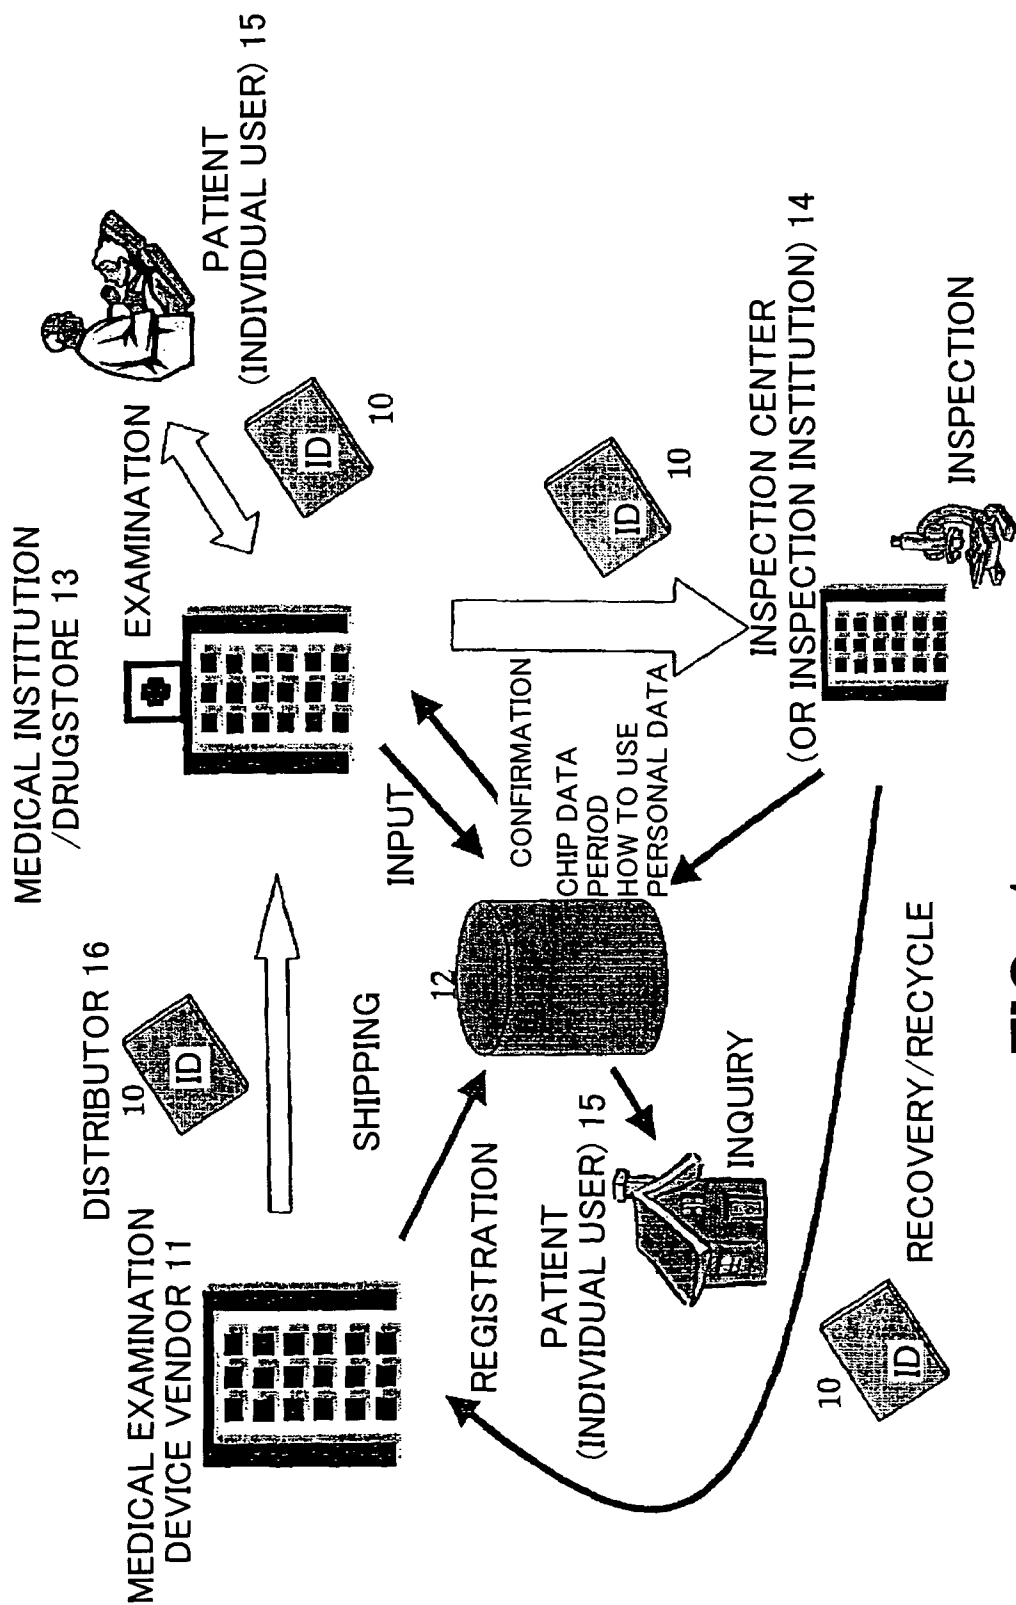 MEDICAL EXAMINATION
DEVICE VENDOR 11
DISTRIBUTOR 16
10
ID
SHIPPING
MEDICAL INSTITUTION
/DRUGSTORE 13
EXAMINATION
PATIENT
(INDIVIDUAL USER) 15
ID
10
REGISTRATION
12
INPUT
CONFIRMATION
CHIP DATA
PERIOD
HOW TO USE
PERSONAL DATA
ID
10
PATIENT
(INDIVIDUAL USER) 15
INQUIRY
INSPECTION CENTER
(OR INSPECTION INSTITUTION) 14
INSPECTION
10
ID
RECOVERY/RECYCLE